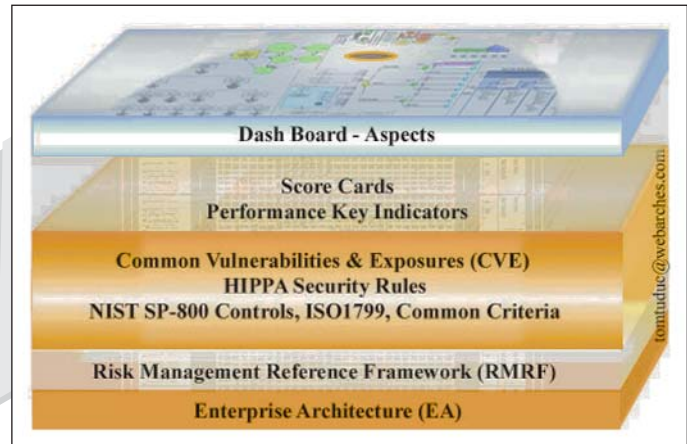 Dash Board - Aspects
Score Cards
Performance Key Indicators
Common Vulnerabilities & Exposures (CVE)
HIPPA Security Rules
NIST SP-800 Controls, ISO1799, Common Criteria
Risk Management Reference Framework (RMRF)
Enterprise Architecture (EA)
tomtuduc@webarches.com